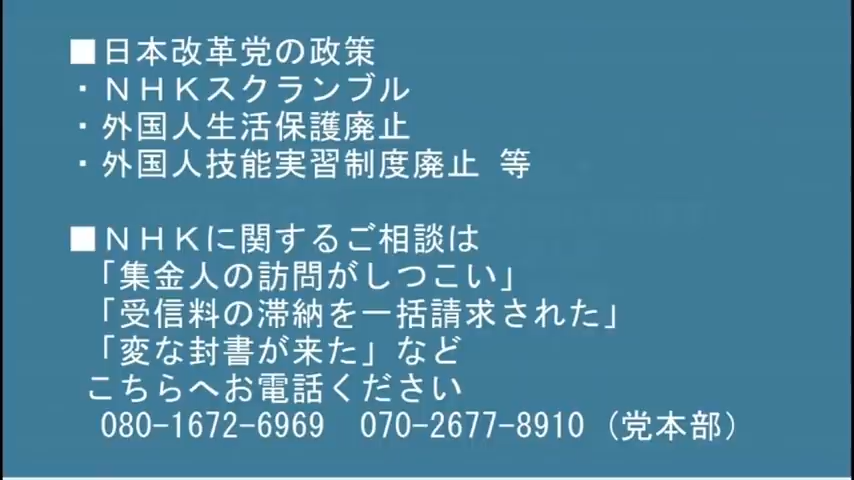 ■日本改革党の政策
・ＮＨＫスクランブル
・外国人生活保護廃止
・外国人技能実習制度廃止 等
■ＮＨＫに関するご相談は
「集金人の訪問がしつこい」
「受信料の滞納を一括請求された」
「変な封書が来た」など
こちらへお電話ください
080-1672-6969　070-2677-8910（党本部）